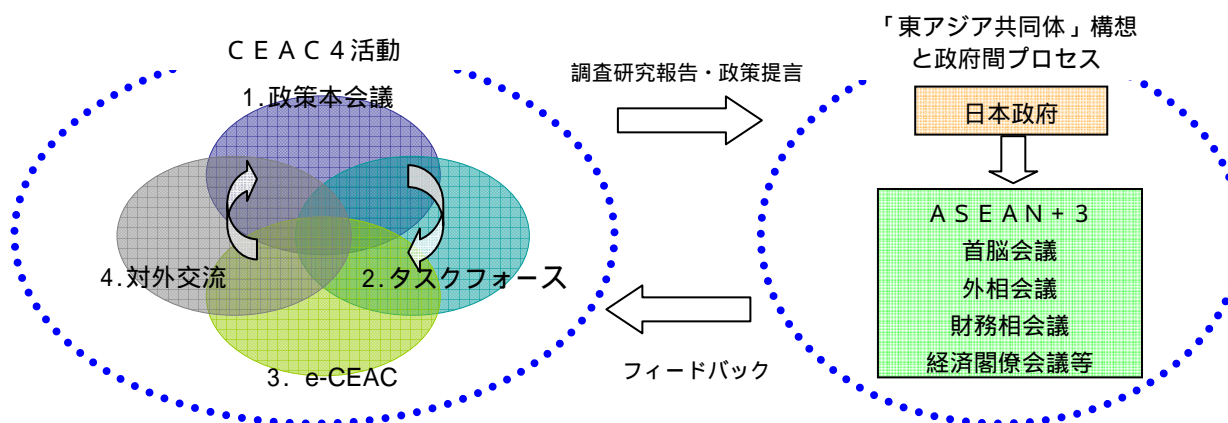 ＣＥＡＣ４活動
1.政策本会議
4.対外交流
2.タスクフォース
3．e-CEAC
調査研究報告・政策提言
フィードバック
「東アジア共同体」構想
と政府間プロセス
日本政府
ＡＳＥＡＮ+３
首脳会議
外相会議
財務相会議
経済閣僚会議等